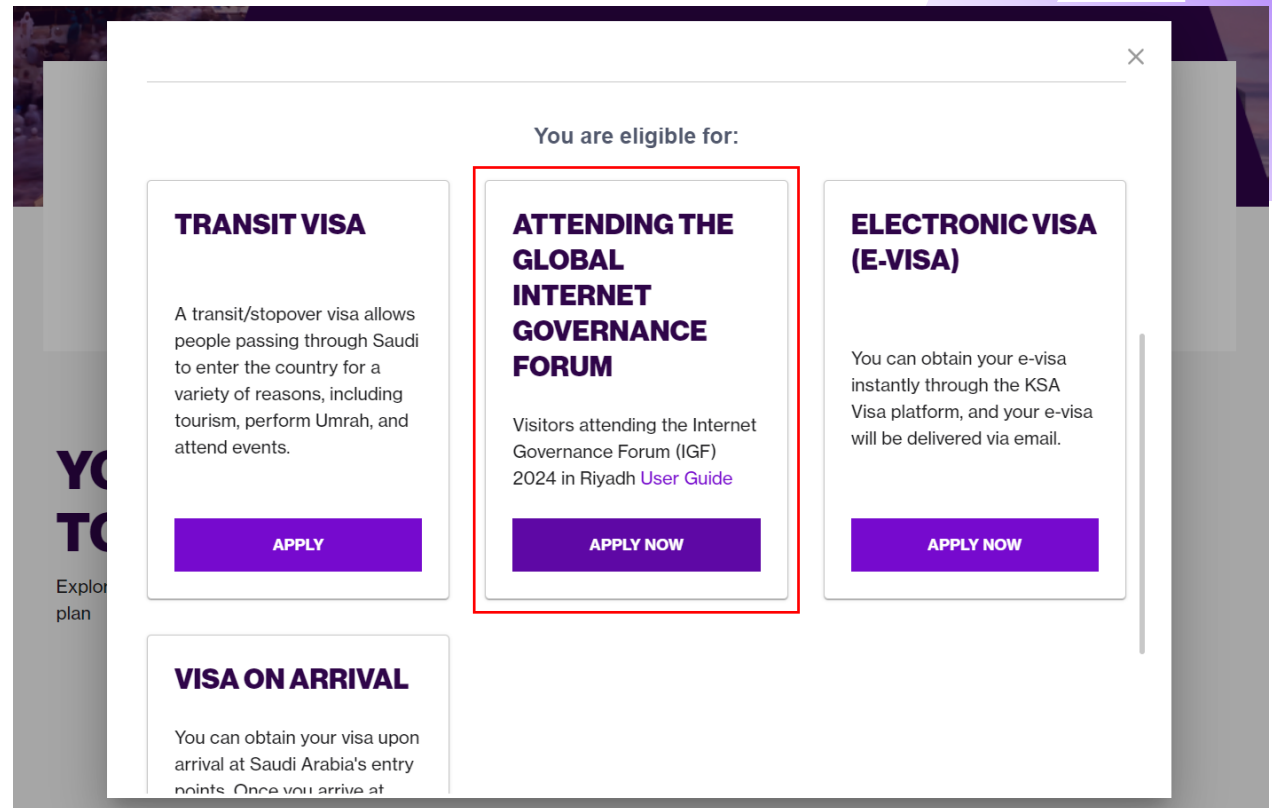 You are eligible for:
TRANSIT VISA
A transit/stopover visa allows
people passing through Saudi
to enter the country for a
variety of reasons, including
tourism, perform Umrah, and
attend events.
APPLY
ATTENDING THE
GLOBAL
INTERNET
GOVERNANCE
FORUM
Visitors attending the Internet
Governance Forum (IGF)
2024 in Riyadh User Guide
APPLY NOW
ELECTRONIC VISA
(E-VISA)
You can obtain your e-visa
instantly through the KSA
Visa platform, and your e-visa
will be delivered via email.
APPLY NOW
VISA ON ARRIVAL
You can obtain your visa upon
arrival at Saudi Arabia's entry
points. Once you arrive at
YO
TO
Explor
plan